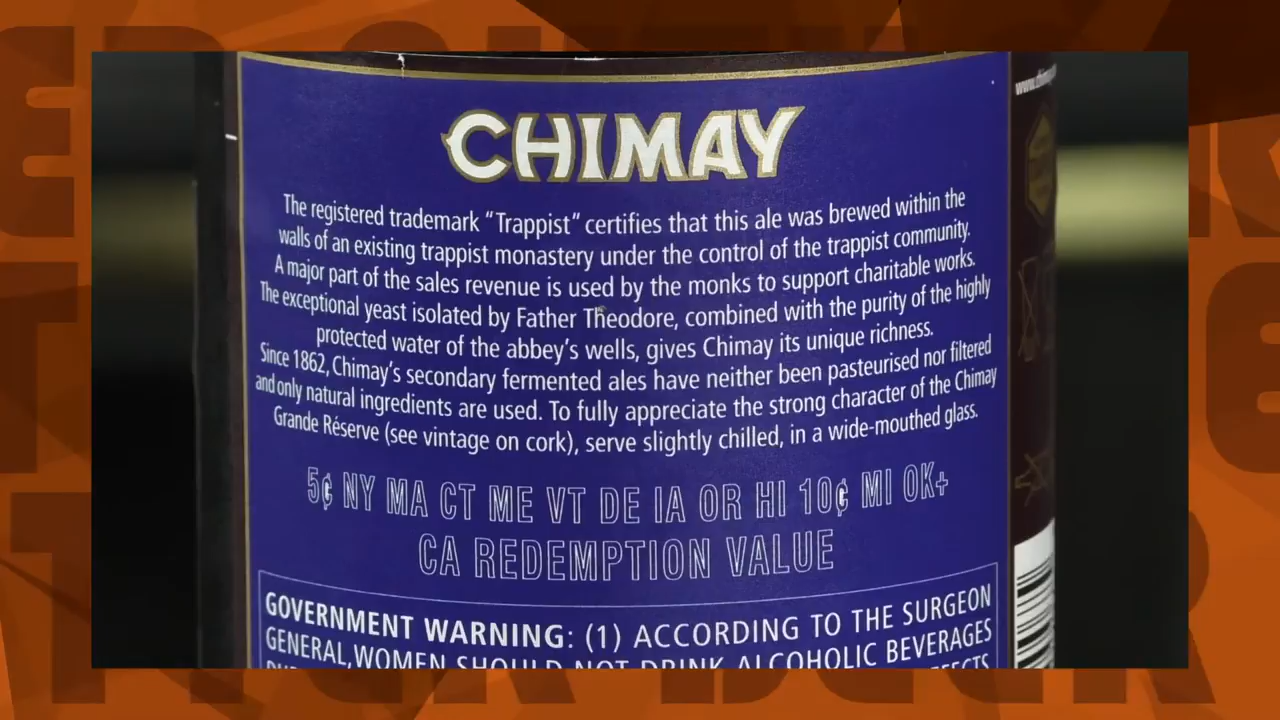 CHIMAY
The registered trademark “Trappist” certifies that this ale was brewed within the
walls of an existing trappist monastery under the control of the trappist community.
A major part of the sales revenue is used by the monks to support charitable works.
The exceptional yeast isolated by Father Theodore, combined with the purity of the highly
protected water of the abbey's wells, gives Chimay its unique richness.
Since 1862, Chimay's secondary fermented ales have neither been pasteurised nor filtered
and only natural ingredients are used. To fully appreciate the strong character of the Chimay
Grande Réserve (see vintage on cork), serve slightly chilled, in a wide-mouthed glass.
5¢ NY MA CT ME VT DE IA OR HI 10¢ MI OK+
CA REDEMPTION VALUE
GOVERNMENT WARNING: (1) ACCORDING TO THE SURGEON
GENERAL, WOMEN SHOULD NOT DRINK ALCOHOLIC BEVERAGES